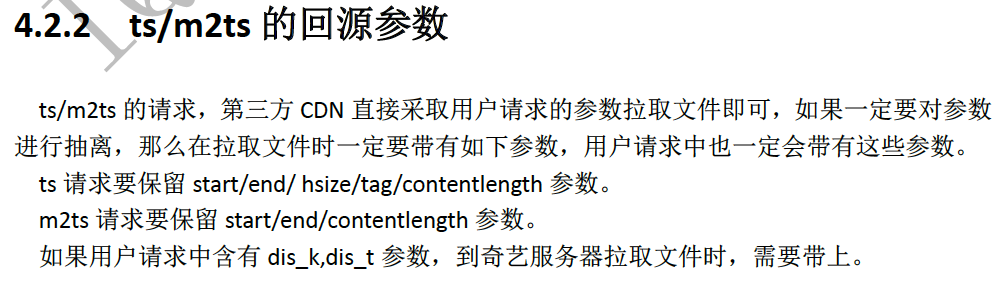 4.2.2 ts/m2ts 的回源参数
ts/m2ts 的请求，第三方 CDN 直接采取用户请求的参数拉取文件即可，如果一定要对参数
进行抽离，那么在拉取文件时一定要带有如下参数，用户请求中也一定会带有这些参数。
ts 请求要保留 start/end/ hsize/tag/contentlength 参数。
m2ts 请求要保留 start/end/contentlength 参数。
如果用户请求中含有 dis_k,dis_t 参数，到奇艺服务器拉取文件时，需要带上。